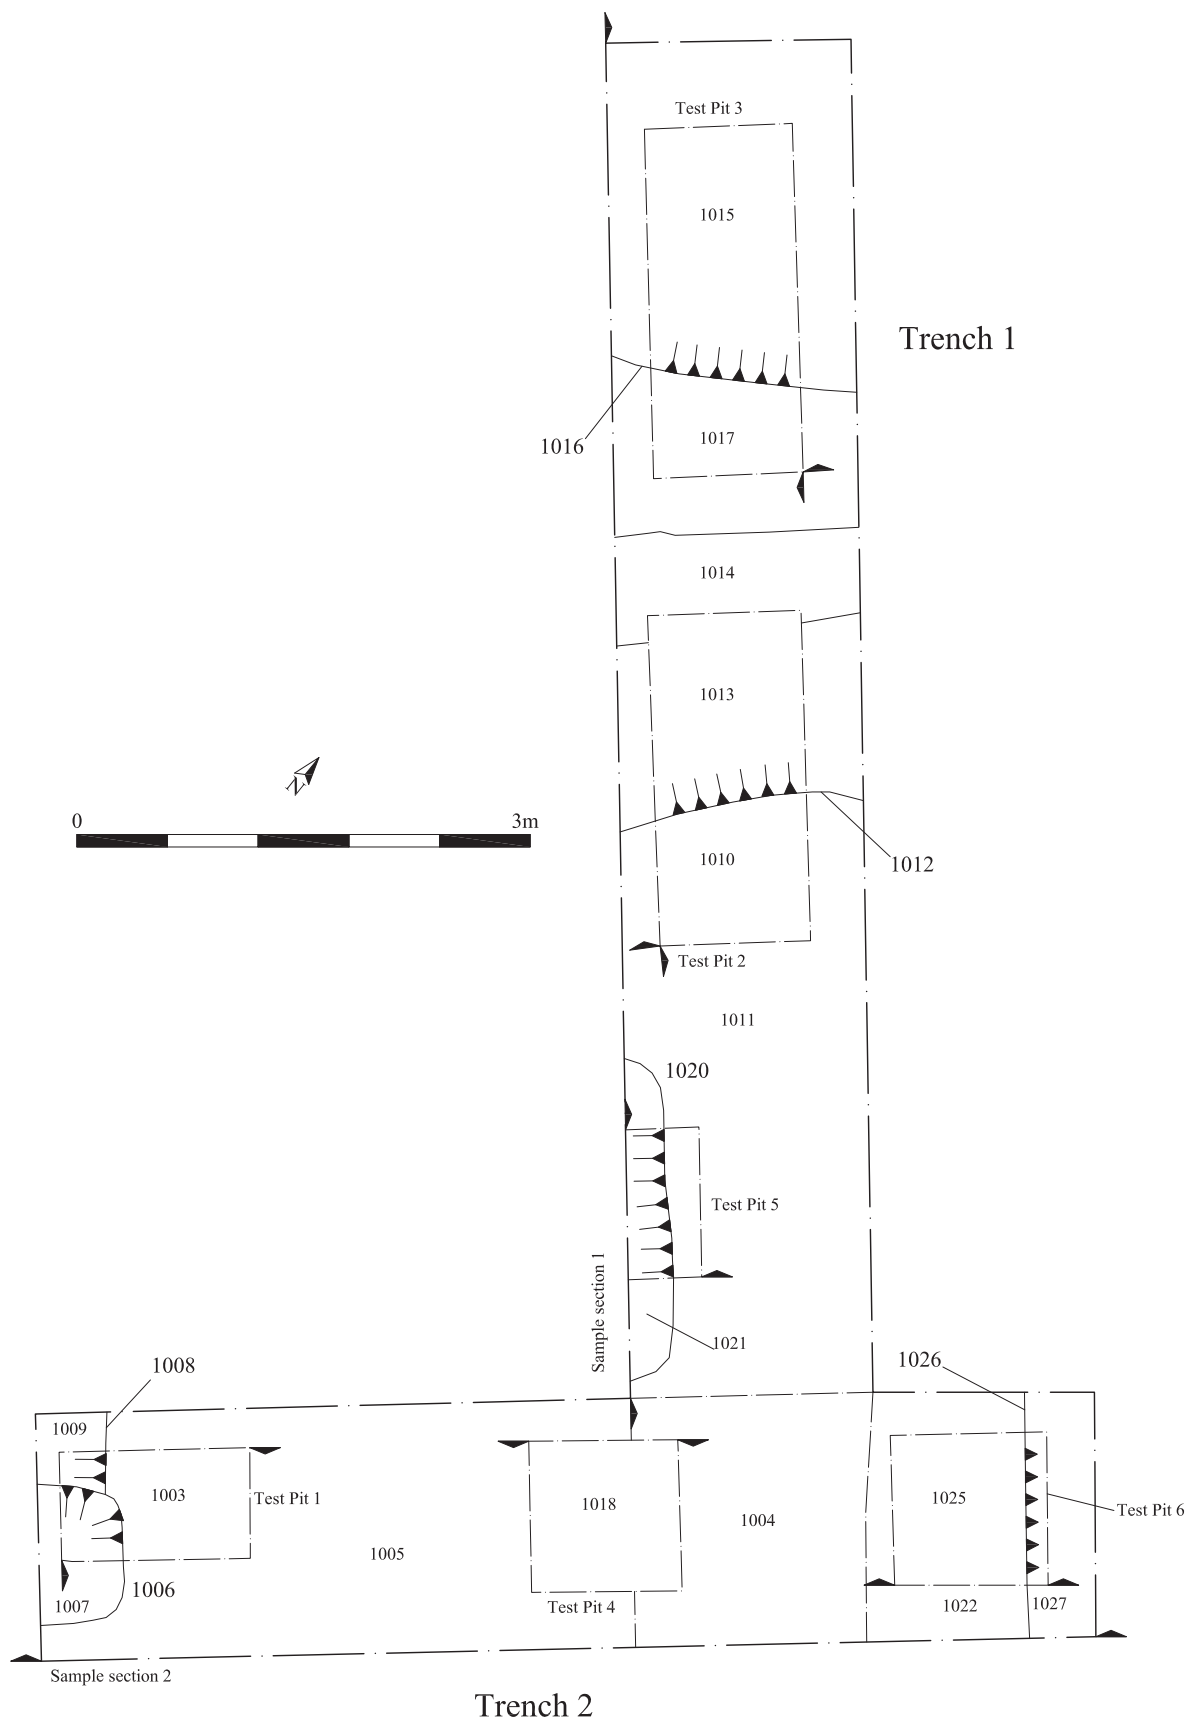 Test Pit 3
1015
Trench 1
1016
1017
1014
1013
0 3m
N
1010
1012
Test Pit 2
1011
1020
Test Pit 5
Sample section 1
1021
1008
1026
1009
1003
Test Pit 1
1018
1004
1025
Test Pit 6
1005
1006
1007
Test Pit 4
1022
1027
Sample section 2
Trench 2